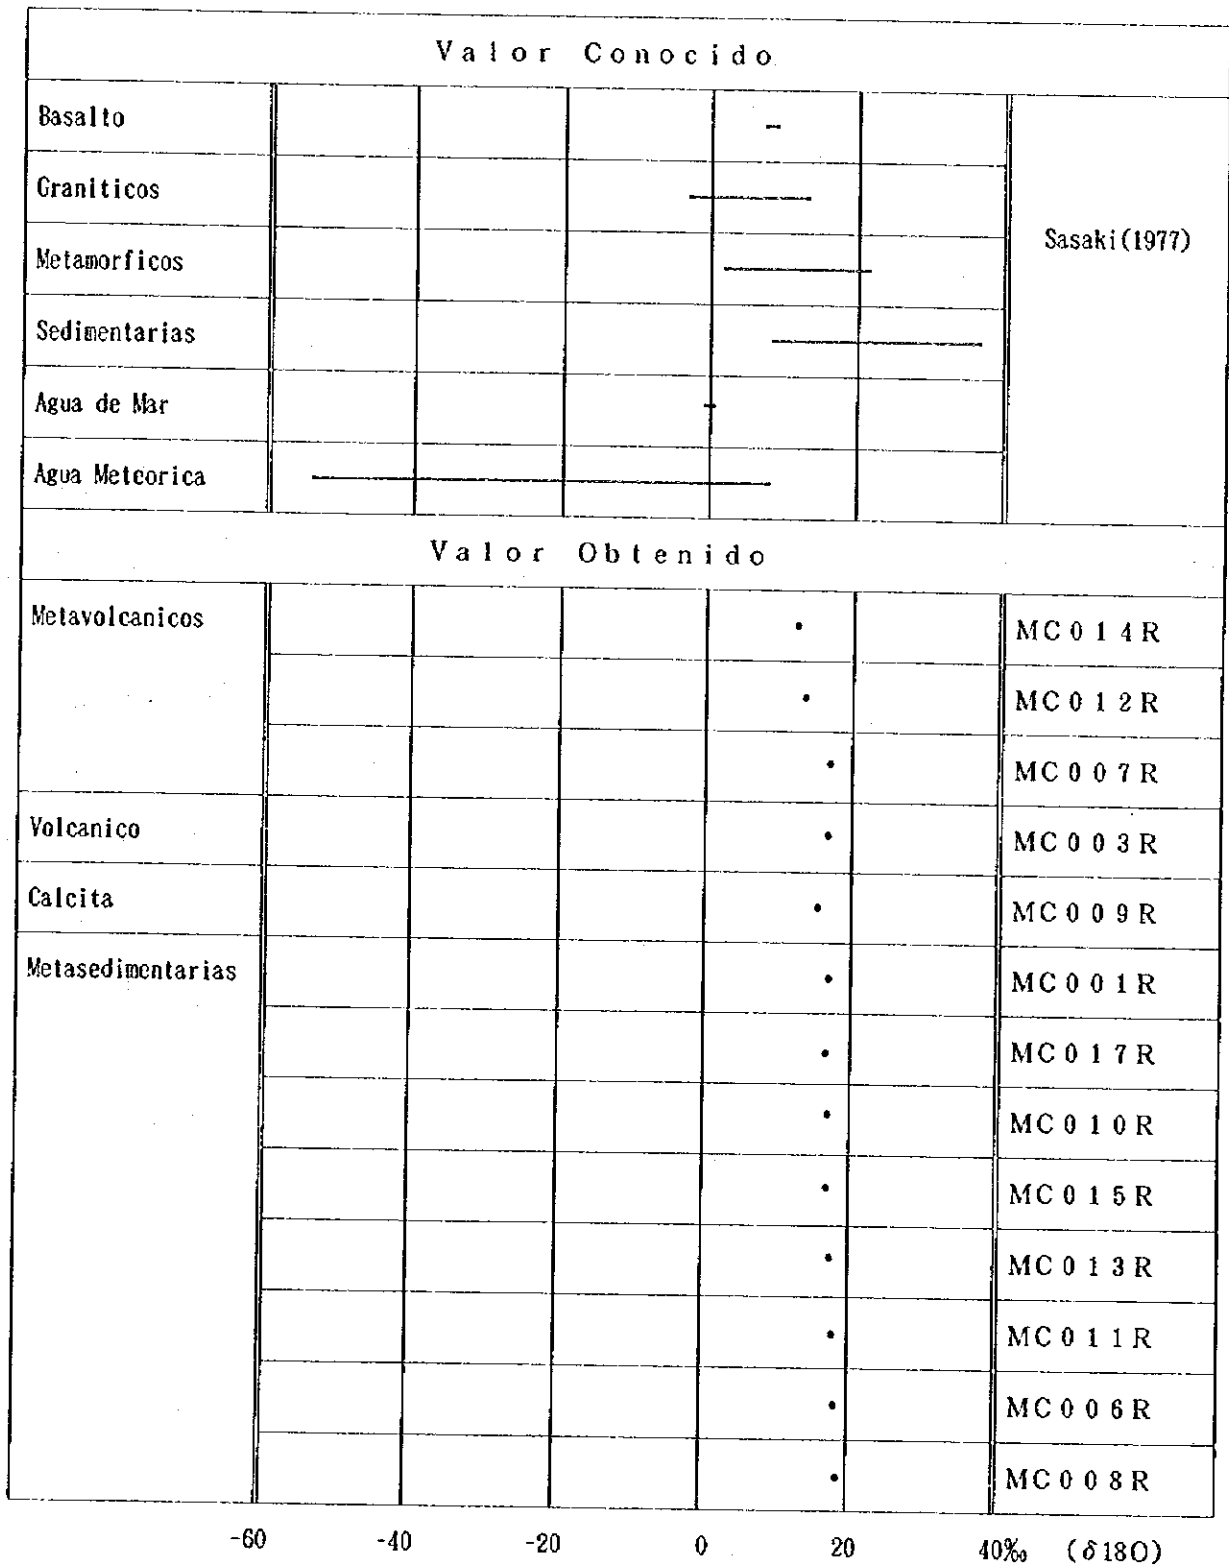 Valor Conocido
Basalto
Graniticos
Metamorficos
Sasaki(1977)
Sedimentarias
Agua de Mar
Agua Meteorica
Valor Obtenido
Metavolcanicos
MC014R
MC012R
MC007R
Volcanico
MC003R
Calcita
MC009R
Metasedimentarias
MC001R
MC017R
MC010R
MC015R
MC013R
MC011R
MC006R
MC008R
-60 -40 -20 0 20 40‰ (δ18O)